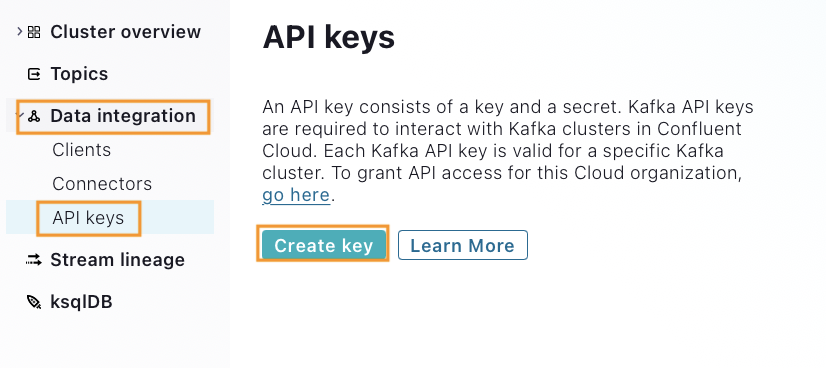 Cluster overview
Topics
Data integration
Clients
Connectors
API keys
Stream lineage
ksqlDB
API keys
An API key consists of a key and a secret. Kafka API keys
are required to interact with Kafka clusters in Confluent
Cloud. Each Kafka API key is valid for a specific Kafka
cluster. To grant API access for this Cloud organization,
go here.
Create key
Learn More